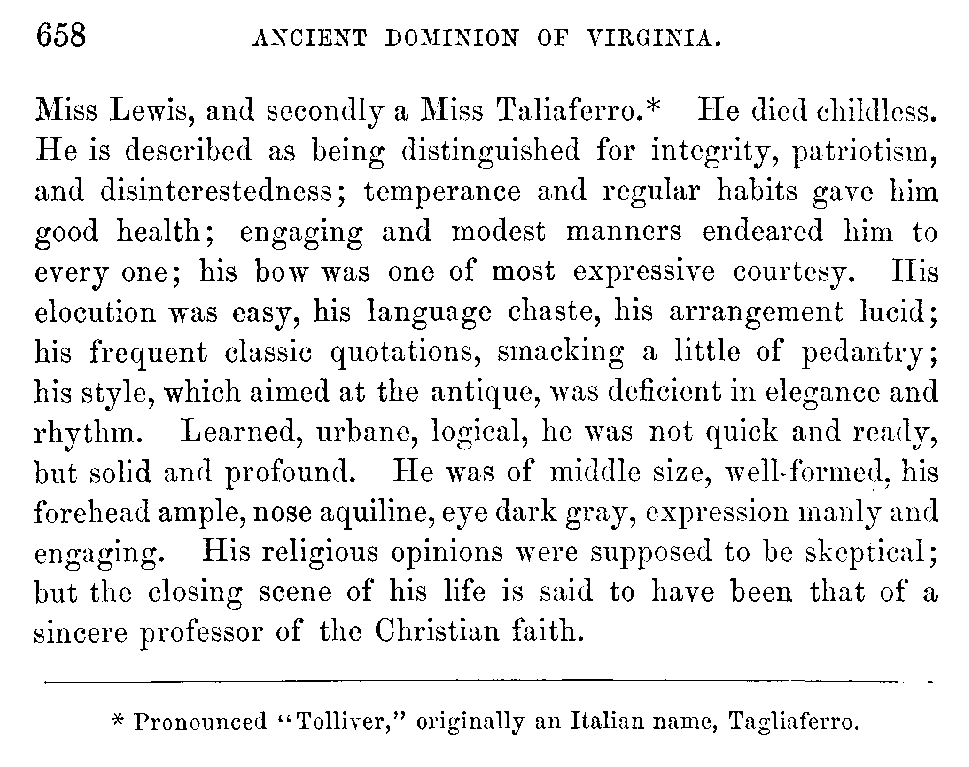 658 ANCIENT DOMINION OF VIRGINIA.
Miss Lewis, and secondly a Miss Taliaferro.* He died childless.
He is described as being distinguished for integrity, patriotism,
and disinterestedness; temperance and regular habits gave him
good health; engaging and modest manners endeared him to
every one; his bow was one of most expressive courtesy. His
elocution was easy, his language chaste, his arrangement lucid;
his frequent classic quotations, smacking a little of pedantry;
his style, which aimed at the antique, was deficient in elegance and
rhythm. Learned, urbane, logical, he was not quick and ready,
but solid and profound. He was of middle size, well-formed, his
forehead ample, nose aquiline, eye dark gray, expression manly and
engaging. His religious opinions were supposed to be skeptical;
but the closing scene of his life is said to have been that of a
sincere professor of the Christian faith.
* Pronounced "Tolliver," originally an Italian name, Tagliaferro.